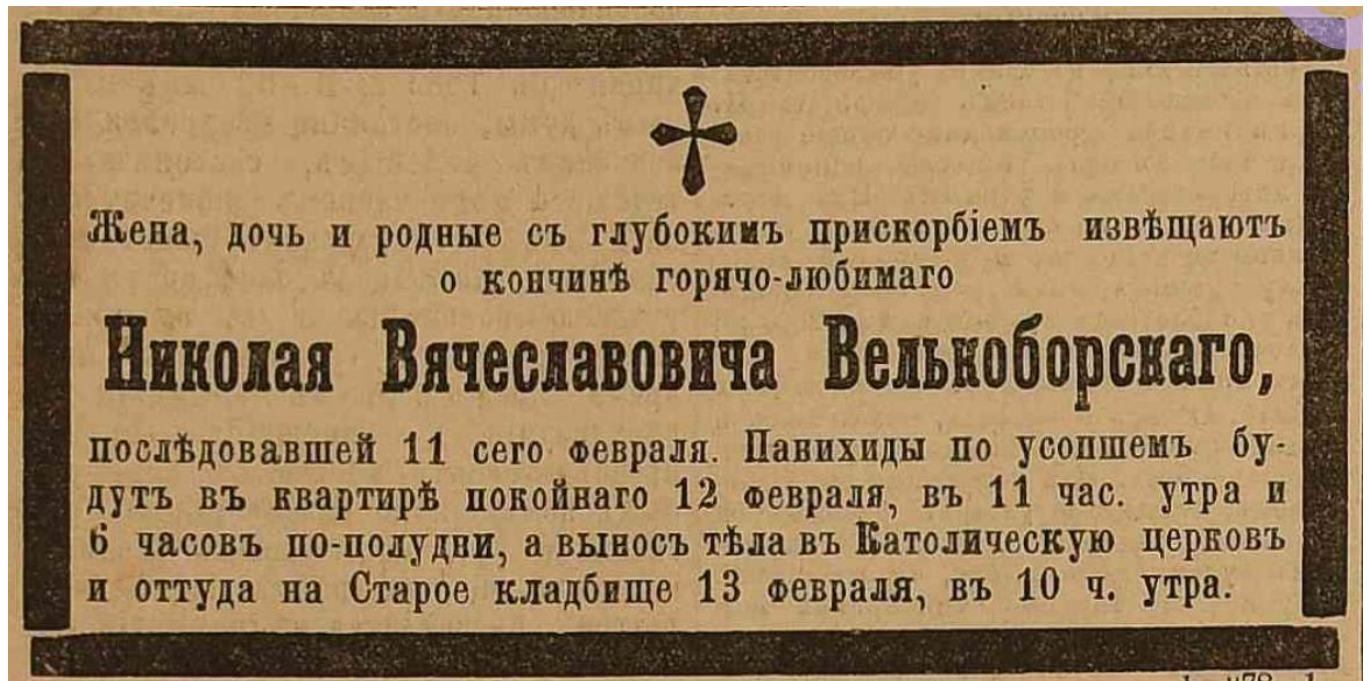 Жена, дочь и родные съ глубокимъ прискорбіемъ извѣщаютъ
о кончинѣ горячо-любимаго
Николая Вячеславовича Велькоборскаго,
послѣдовавшей 11 сего февраля. Панихиды по усопшемъ бу-
дутъ въ квартирѣ покойнаго 12 февраля, въ 11 час. утра и
6 часовъ по-полудни, а выносъ тѣла въ Католическую церковъ
и оттуда на Старое кладбище 13 февраля, въ 10 ч. утра.